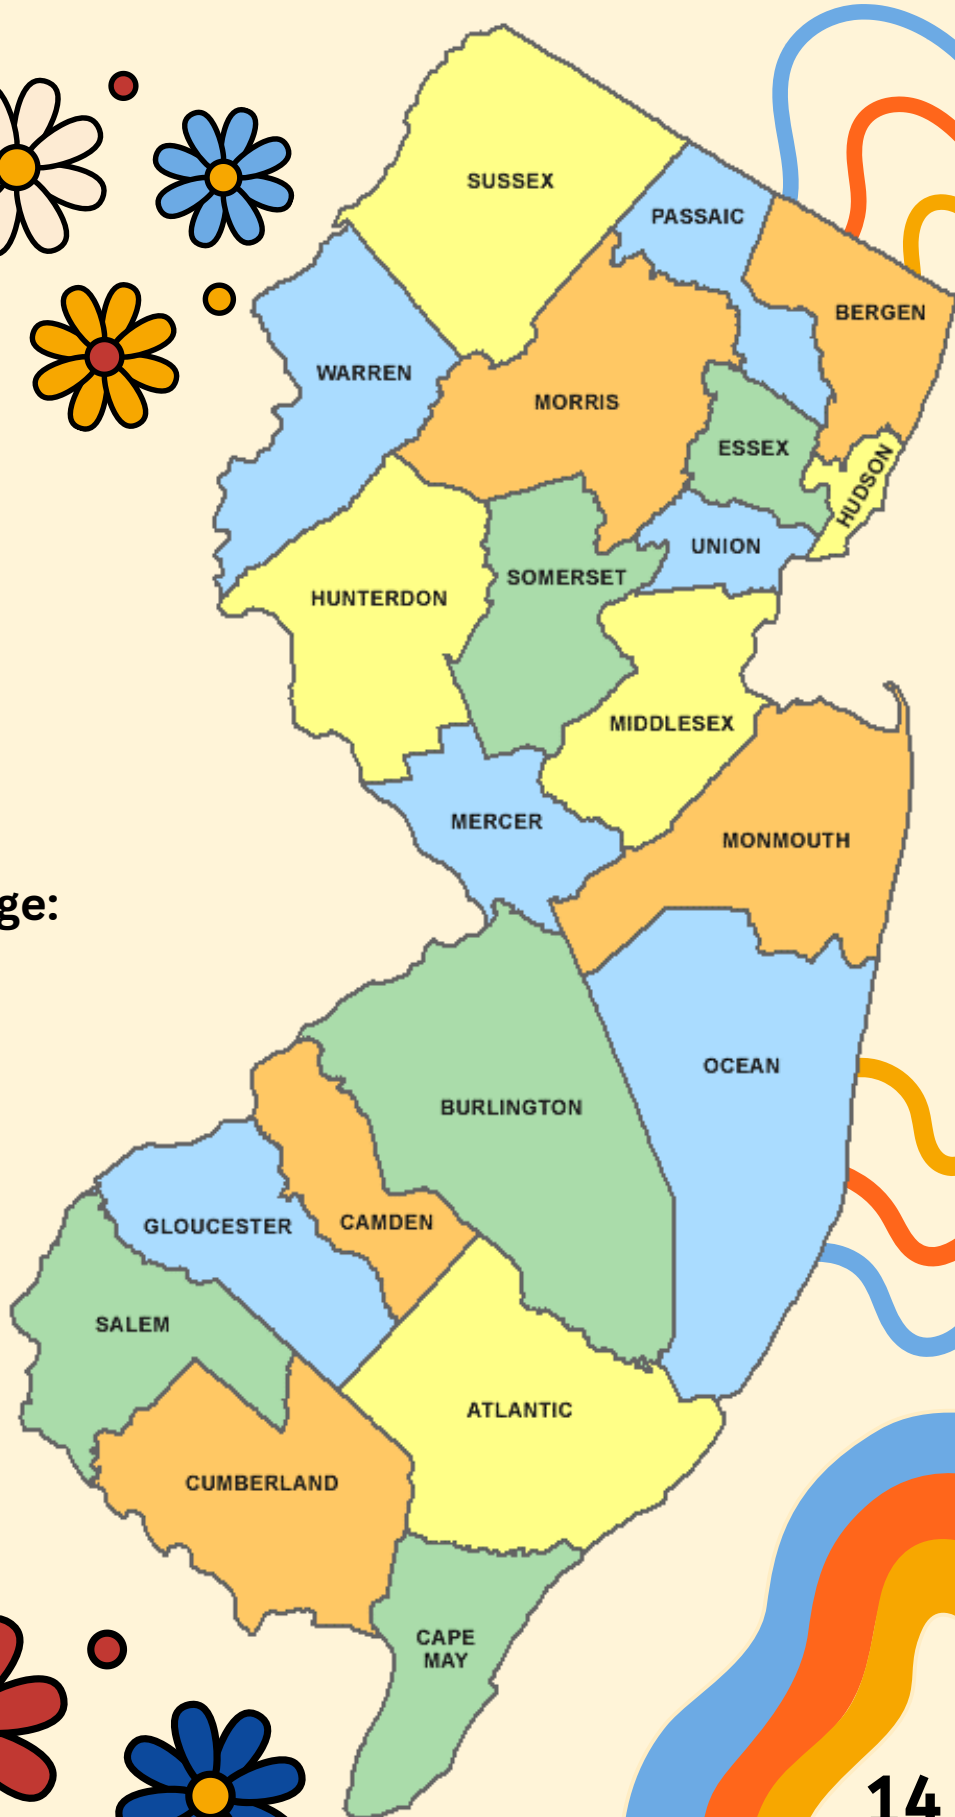 SUSSEX
PASSAIC
BERGEN
WARREN
MORRIS
ESSEX
HUDSON
UNION
SOMERSET
HUNTERDON
MIDDLESEX
MERCER
MONMOUTH
ge:
OCEAN
BURLINGTON
GLOUCESTER
CAMDEN
SALEM
ATLANTIC
CUMBERLAND
CAPE
MAY
14